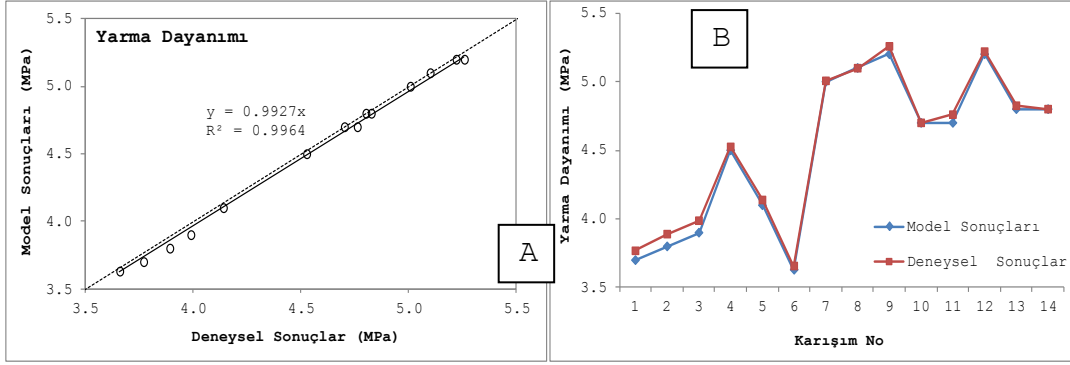 Yarma Dayanımı
y = 0.9927x
R² = 0.9964
Model Sonuçları (MPa)
5.5
5.0
4.5
4.0
3.5
3.5 4.0 4.5 5.0 5.5
Deneysel Sonuçlar (MPa)
A
B
Yarma Dayanımı (MPa)
5.5
5.0
4.5
4.0
3.5
Model Sonuçları
Deneysel Sonuçlar
1 2 3 4 5 6 7 8 9 10 11 12 13 14
Karışım No